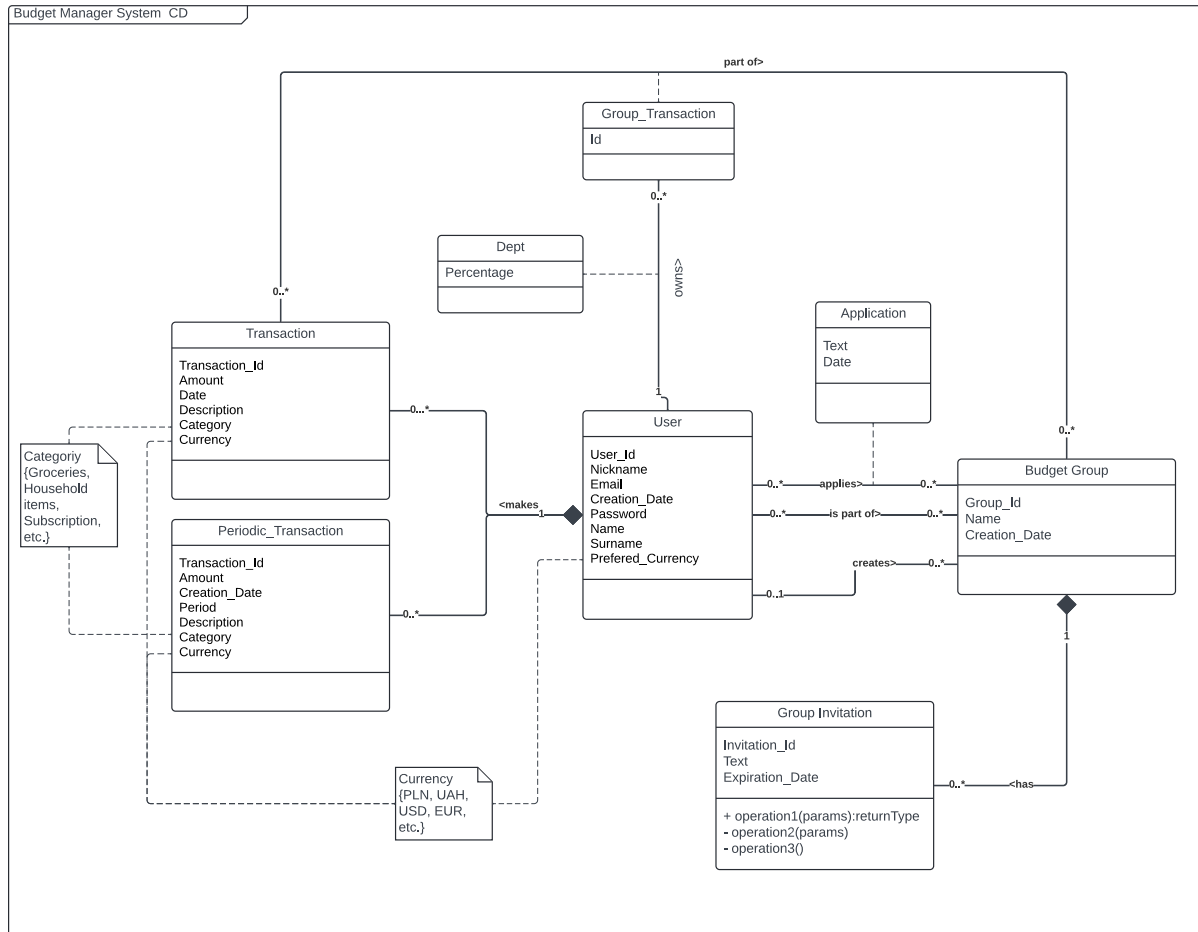 Budget Manager System CD
part of>
Group_Transaction
Id
0..*
Dept
Percentage
owns>
0..*
Transaction
Transaction_Id
Amount
Date
Description
Category
Currency
Application
Text
Date
1
0...*
User
User_Id
Nickname
Email
Creation_Date
Password
Name
Surname
Prefered_Currency
0..*
Budget Group
Group_Id
Name
Creation_Date
Categoriy
{Groceries,
Household
items,
Subscription,
etc.}
0..*
applies>
0..*
<makes
1
0..*
is part of>
0..*
Periodic_Transaction
Transaction_Id
Amount
Creation_Date
Period
Description
Category
Currency
creates>
0..*
0..1
0..*
1
Group Invitation
Invitation_Id
Text
Expiration_Date
+ operation1(params):returnType
- operation2(params)
- operation3()
0..*
<has
Currency
{PLN, UAH,
USD, EUR,
etc.}